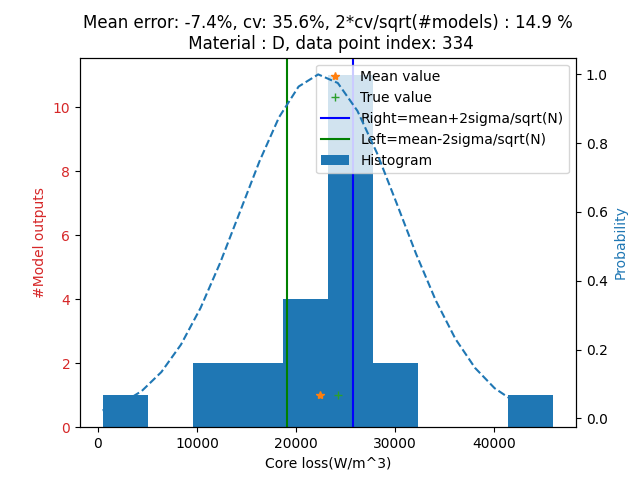 Mean error: -7.4%, cv: 35.6%, 2*cv/sqrt(#models) : 14.9 %
Material : D, data point index: 334
Mean value
True value
Right=mean+2sigma/sqrt(N)
Left=mean-2sigma/sqrt(N)
Histogram
#Model outputs
0
2
4
6
8
10
Probability
0.0
0.2
0.4
0.6
0.8
1.0
0
10000
20000
30000
40000
Core loss(W/m^3)